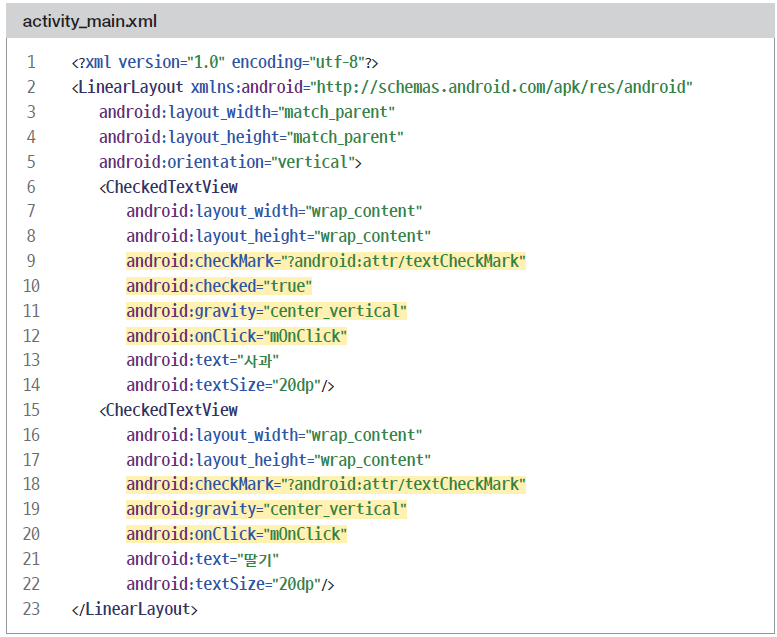 activity_main.xml
1 <?xml version="1.0" encoding="utf-8"?>
2 <LinearLayout xmlns:android="http://schemas.android.com/apk/res/android"
3 android:layout_width="match_parent"
4 android:layout_height="match_parent"
5 android:orientation="vertical">
6 <CheckedTextView
7 android:layout_width="wrap_content"
8 android:layout_height="wrap_content"
9 android:checkMark="?android:attr/textCheckMark"
10 android:checked="true"
11 android:gravity="center_vertical"
12 android:onClick="mOnClick"
13 android:text="사과"
14 android:textSize="20dp"/>
15 <CheckedTextView
16 android:layout_width="wrap_content"
17 android:layout_height="wrap_content"
18 android:checkMark="?android:attr/textCheckMark"
19 android:gravity="center_vertical"
20 android:onClick="mOnClick"
21 android:text="딸기"
22 android:textSize="20dp"/>
23 </LinearLayout>